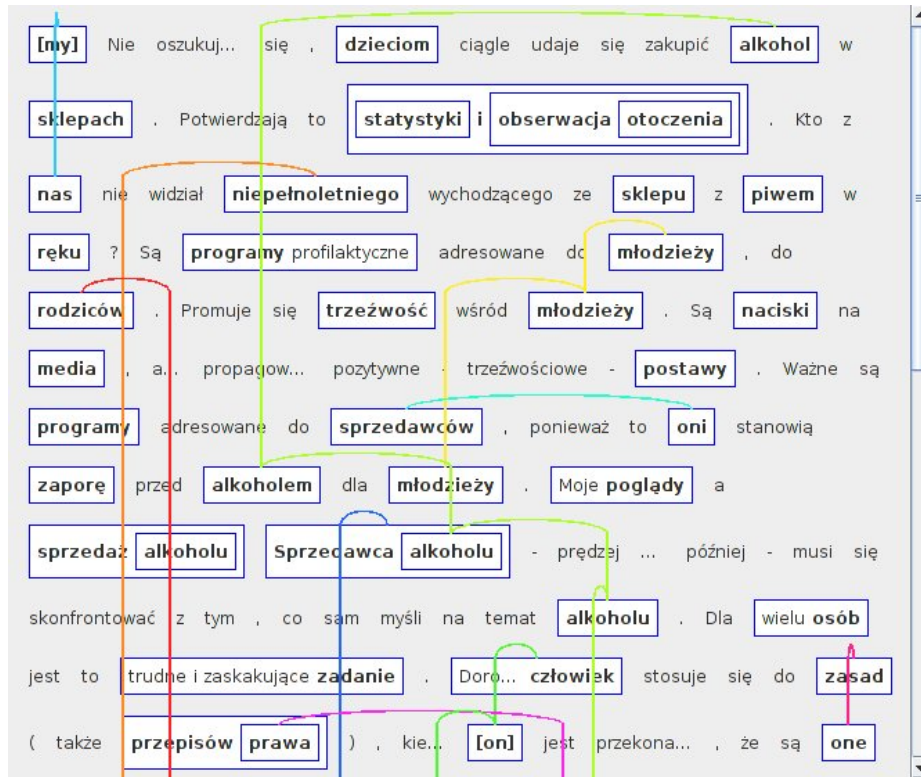 [my] Nie oszukuj... się , dzieciom ciągle udaje się zakupić alkohol w
sklepach . Potwierdzają to statystyki i obserwacja otoczenia . Kto z
nas nie widział niepełnoletniego wychodzącego ze sklepu z piwem w
ręku ? Są programy profilaktyczne adresowane do młodzieży , do
rodziców . Promuje się trzeźwość wśród młodzieży . Są naciski na
media , a... propagow... pozytywne - trzeźwościowe - postawy . Ważne są
programy adresowane do sprzedawców , ponieważ to oni stanowią
zaporę przed alkoholem dla młodzieży . Moje poglądy a
sprzedaż alkoholu Sprzedawca alkoholu - prędzej ... później - musi się
skonfrontować z tym , co sam myśli na temat alkoholu . Dla wielu osób
jest to trudne i zaskakujące zadanie . Doro... człowiek stosuje się do zasad
( także przepisów prawa ) , kie... [on] jest przekona... , że są one